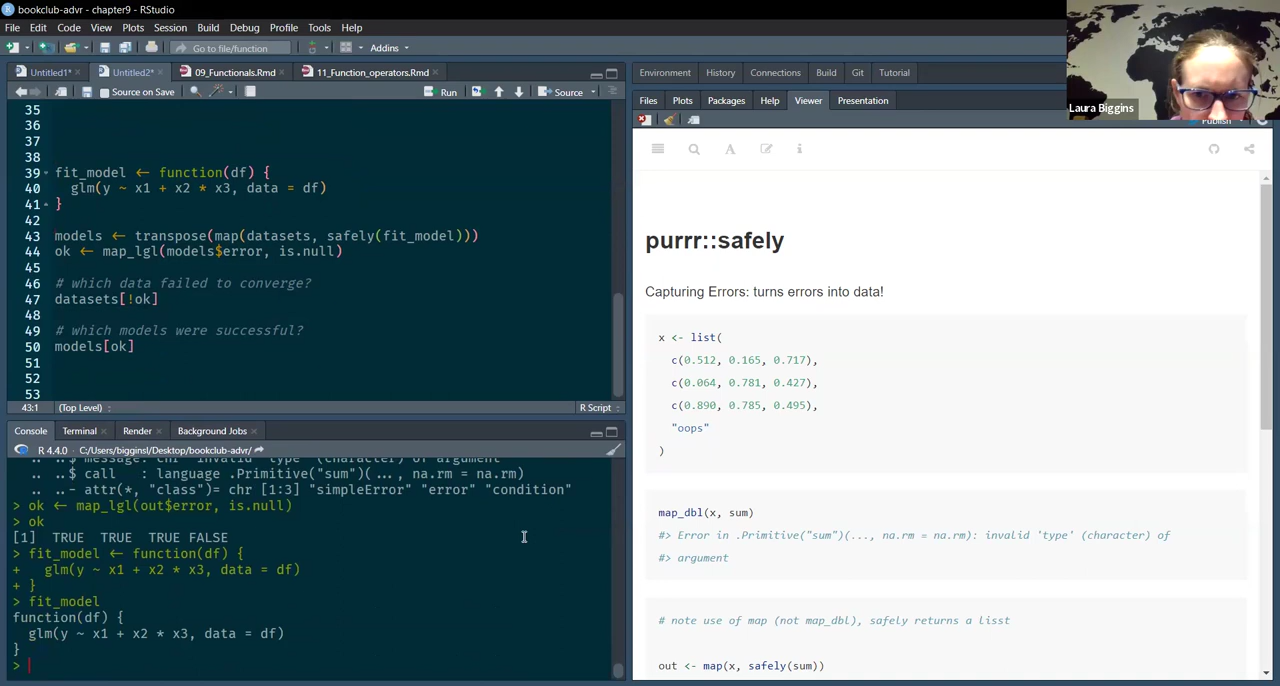 bookclub-advr - chapter9 - RStudio
File Edit Code View Plots Session Build Debug Profile Tools Help
Go to file/function Addins
Untitled1* Untitled2* 09_Functionals.Rmd 11_Function_operators.Rmd
Source on Save Run Source
35
36
37
38
39 fit_model <- function(df) {
40 glm(y ~ x1 + x2 * x3, data = df)
41 }
42
43 models <- transpose(map(datasets, safely(fit_model)))
44 ok <- map_lgl(models$error, is.null)
45
46 # which data failed to converge?
47 datasets[!ok]
48
49 # which models were successful?
50 models[ok]
51
52
53
43:1 (Top Level) R Script
Console Terminal Render Background Jobs
R 4.4.0 · C:/Users/bigginsl/Desktop/bookclub-advr/
.. ..$ message: chr "invalid 'type' (character) of argument"
.. ..$ call : language .Primitive("sum")(..., na.rm = na.rm)
.. ..- attr(*, "class")= chr [1:3] "simpleError" "error" "condition"
> ok <- map_lgl(out$error, is.null)
> ok
[1] TRUE TRUE TRUE FALSE
> fit_model <- function(df) {
+ glm(y ~ x1 + x2 * x3, data = df)
+ }
> fit_model
function(df) {
glm(y ~ x1 + x2 * x3, data = df)
}
>
Environment History Connections Build Git Tutorial
Files Plots Packages Help Viewer Presentation
Publish
Laura Biggins
purrr::safely
Capturing Errors: turns errors into data!
x <- list(
c(0.512, 0.165, 0.717),
c(0.064, 0.781, 0.427),
c(0.890, 0.785, 0.495),
"oops"
)
map_dbl(x, sum)
#> Error in .Primitive("sum")(..., na.rm = na.rm): invalid 'type' (character) of
#> argument
# note use of map (not map_dbl), safely returns a lisst
out <- map(x, safely(sum))